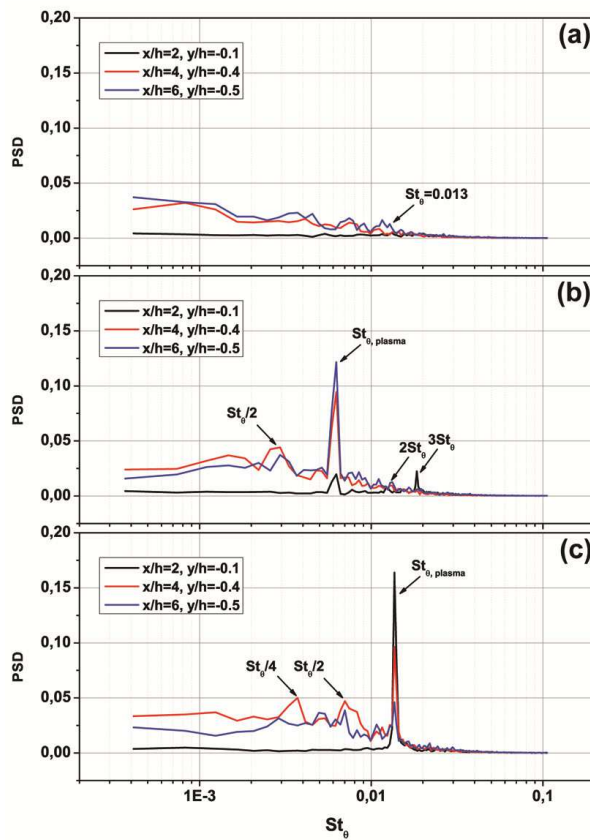 (a)
0,20
0,15
0,10
0,05
0,00
PSD
x/h=2, y/h=-0.1
x/h=4, y/h=-0.4
x/h=6, y/h=-0.5
Stθ=0.013
(b)
0,20
0,15
0,10
0,05
0,00
PSD
x/h=2, y/h=-0.1
x/h=4, y/h=-0.4
x/h=6, y/h=-0.5
Stθ, plasma
Stθ/2
2Stθ
3Stθ
(c)
0,20
0,15
0,10
0,05
0,00
PSD
x/h=2, y/h=-0.1
x/h=4, y/h=-0.4
x/h=6, y/h=-0.5
Stθ, plasma
Stθ/4
Stθ/2
1E-3
0,01
0,1
Stθ